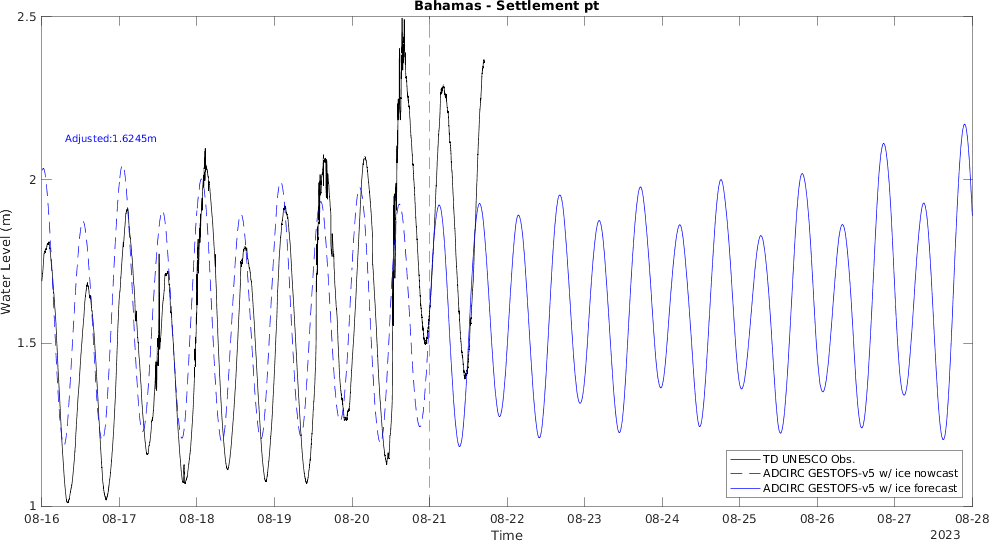 Bahamas - Settlement pt
2.5
Adjusted:1.6245m
2
Water Level (m)
1.5
1
TD UNESCO Obs.
ADCIRC GESTOFS-v5 w/ ice nowcast
ADCIRC GESTOFS-v5 w/ ice forecast
08-16 08-17 08-18 08-19 08-20 08-21 08-22 08-23 08-24 08-25 08-26 08-27 08-28
Time
2023